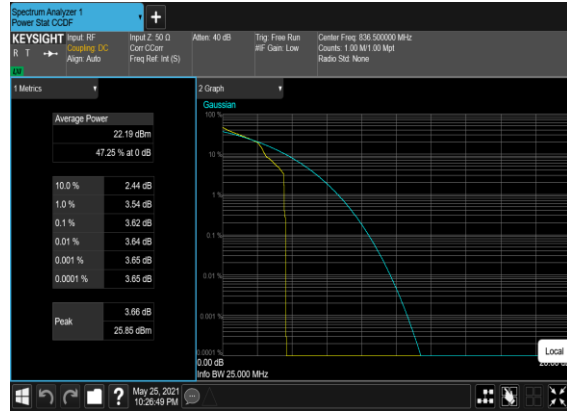 Spectrum Analyzer 1
Power Stat CCDF
KEYSIGHT
R T
Input: RF
Coupling: DC
Align: Auto
Input Z: 50 Ω
Corr CCorr
Freq Ref: Int (S)
Atten: 40 dB
Trig: Free Run
#IF Gain: Low
Center Freq: 836.500000 MHz
Counts: 1.00 M/1.00 Mpt
Radio Std: None
1 Metrics
Average Power
22.19 dBm
47.25 % at 0 dB
10.0 % 2.44 dB
1.0 % 3.54 dB
0.1 % 3.62 dB
0.01 % 3.64 dB
0.001 % 3.65 dB
0.0001 % 3.65 dB
Peak
3.66 dB
25.85 dBm
2 Graph
Gaussian
100 %
10 %
1 %
0.1 %
0.01 %
0.001 %
0.0001 %
0.00 dB
Info BW 25.000 MHz
Local
May 25, 2021
10:26:49 PM